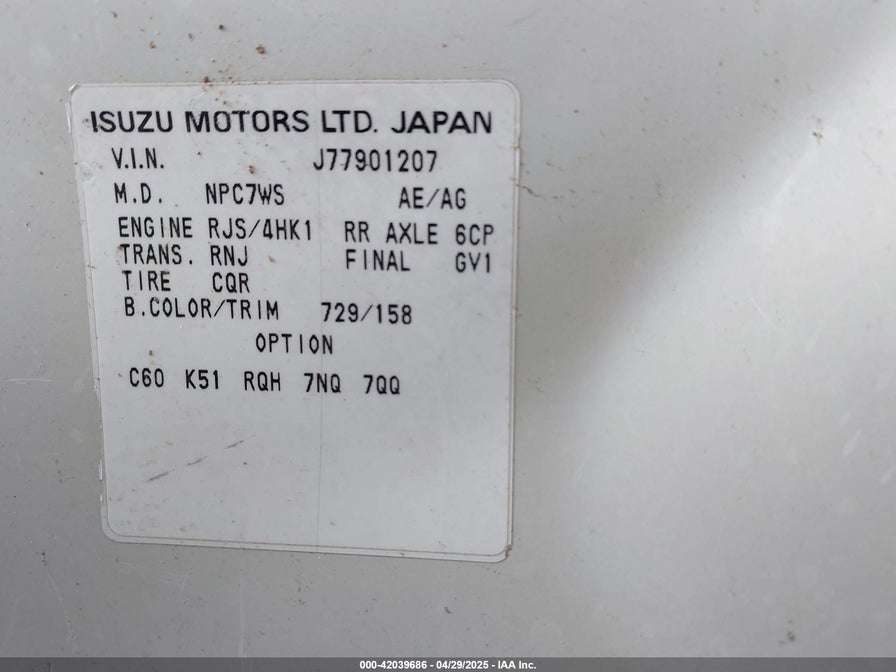 ISUZU MOTORS LTD. JAPAN
V.I.N. J77901207
M.D. NPC7WS AE/AG
ENGINE RJS/4HK1 RR AXLE 6CP
TRANS. RNJ FINAL GV1
TIRE CQR
B.COLOR/TRIM 729/158
OPTION
C60 K51 RQH 7NQ 7QQ
000-42039686 - 04/29/2025 - IAA Inc.